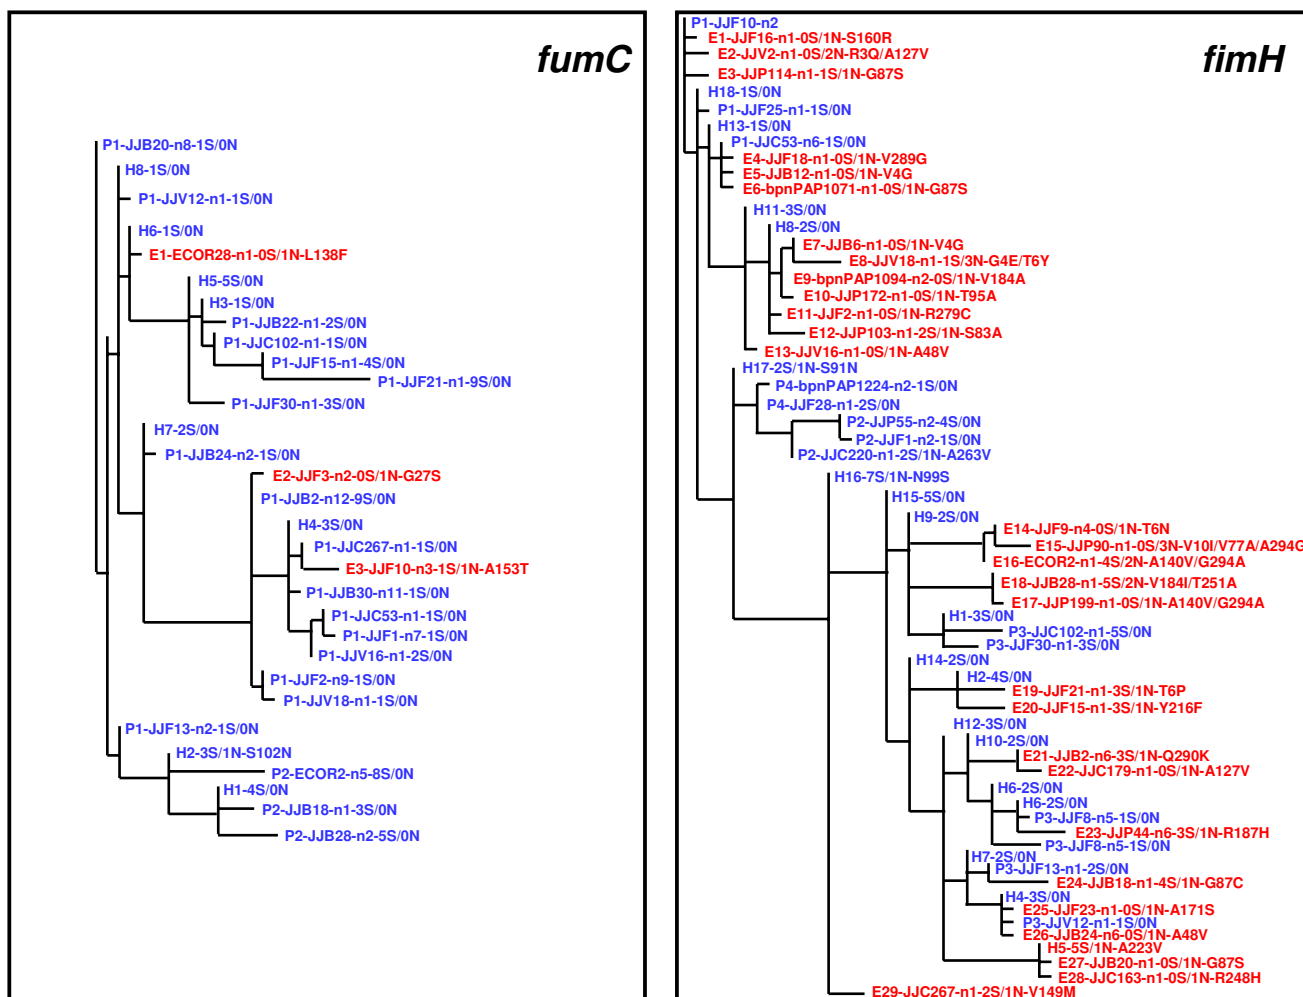 fumC
P1-JJB20-n8-1S/0N
H8-1S/0N
P1-JJV12-n1-1S/0N
H6-1S/0N
E1-ECOR28-n1-0S/1N-L138F
H5-5S/0N
H3-1S/0N
P1-JJB22-n1-2S/0N
P1-JJC102-n1-1S/0N
P1-JJF15-n1-4S/0N
P1-JJF21-n1-9S/0N
P1-JJF30-n1-3S/0N
H7-2S/0N
P1-JJB24-n2-1S/0N
E2-JJF3-n2-0S/1N-G27S
P1-JJB2-n12-9S/0N
H4-3S/0N
P1-JJC267-n1-1S/0N
E3-JJF10-n3-1S/1N-A153T
P1-JJB30-n11-1S/0N
P1-JJC53-n1-1S/0N
P1-JJF1-n7-1S/0N
P1-JJV16-n1-2S/0N
P1-JJF2-n9-1S/0N
P1-JJV18-n1-1S/0N
P1-JJF13-n2-1S/0N
H2-3S/1N-S102N
P2-ECOR2-n5-8S/0N
H1-4S/0N
P2-JJB18-n1-3S/0N
P2-JJB28-n2-5S/0N
fimH
P1-JJF10-n2
E1-JJF16-n1-0S/1N-S160R
E2-JJV2-n1-0S/2N-R3Q/A127V
E3-JJP114-n1-1S/1N-G87S
H18-1S/0N
P1-JJF25-n1-1S/0N
H13-1S/0N
P1-JJC53-n6-1S/0N
E4-JJF18-n1-0S/1N-V289G
E5-JJB12-n1-0S/1N-V4G
E6-bpnPAP1071-n1-0S/1N-G87S
H11-3S/0N
H8-2S/0N
E7-JJB6-n1-0S/1N-V4G
E8-JJV18-n1-1S/3N-G4E/T6Y
E9-bpnPAP1094-n2-0S/1N-V184A
E10-JJP172-n1-0S/1N-T95A
E11-JJF2-n1-0S/1N-R279C
E12-JJP103-n1-2S/1N-S83A
E13-JJV16-n1-0S/1N-A48V
H17-2S/1N-S91N
P4-bpnPAP1224-n2-1S/0N
P4-JJF28-n1-2S/0N
P2-JJP55-n2-4S/0N
P2-JJF1-n2-1S/0N
P2-JJC220-n1-2S/1N-A263V
H16-7S/1N-N99S
H15-5S/0N
H9-2S/0N
E14-JJF9-n4-0S/1N-T6N
E15-JJP90-n1-0S/3N-V10I/V77A/A294G
E16-ECOR2-n1-4S/2N-A140V/G294A
E18-JJB28-n1-5S/2N-V184I/T251A
E17-JJP199-n1-0S/1N-A140V/G294A
H1-3S/0N
P3-JJC102-n1-5S/0N
P3-JJF30-n1-3S/0N
H14-2S/0N
H2-4S/0N
E19-JJF21-n1-3S/1N-T6P
E20-JJF15-n1-3S/1N-Y216F
H12-3S/0N
H10-2S/0N
E21-JJB2-n6-3S/1N-Q290K
E22-JJC179-n1-0S/1N-A127V
H6-2S/0N
H6-2S/0N
P3-JJF8-n5-1S/0N
E23-JJP44-n6-3S/1N-R187H
P3-JJF8-n5-1S/0N
H7-2S/0N
P3-JJF13-n1-2S/0N
E24-JJB18-n1-4S/1N-G87C
H4-3S/0N
E25-JJF23-n1-0S/1N-A171S
P3-JJV12-n1-1S/0N
E26-JJB24-n6-0S/1N-A48V
H5-5S/1N-A223V
E27-JJB20-n1-0S/1N-G87S
E28-JJC163-n1-0S/1N-R248H
E29-JJC267-n1-2S/1N-V149M